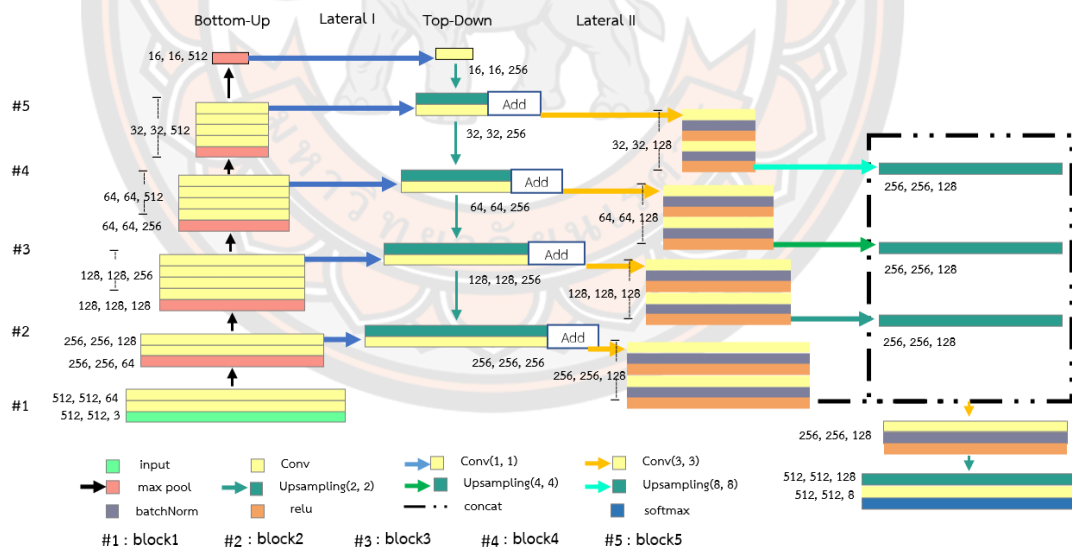 Bottom-Up Lateral I Top-Down Lateral II
16, 16, 512
16, 16, 256
#5
Add
32, 32, 512
32, 32, 256
32, 32, 128
#4
256, 256, 128
Add
64, 64, 512
64, 64, 256
64, 64, 128
64, 64, 256
#3
Add
256, 256, 128
128, 128, 256
128, 128, 256
128, 128, 128
128, 128, 128
#2
Add
256, 256, 128
256, 256, 128
256, 256, 64
256, 256, 256
256, 256, 128
#1
512, 512, 64
512, 512, 3
256, 256, 128
input Conv Conv(1, 1) Conv(3, 3)
max pool Upsampling(2, 2) Upsampling(4, 4) Upsampling(8, 8)
batchNorm relu concat softmax
512, 512, 128
512, 512, 8
#1 : block1 #2 : block2 #3 : block3 #4 : block4 #5 : block5